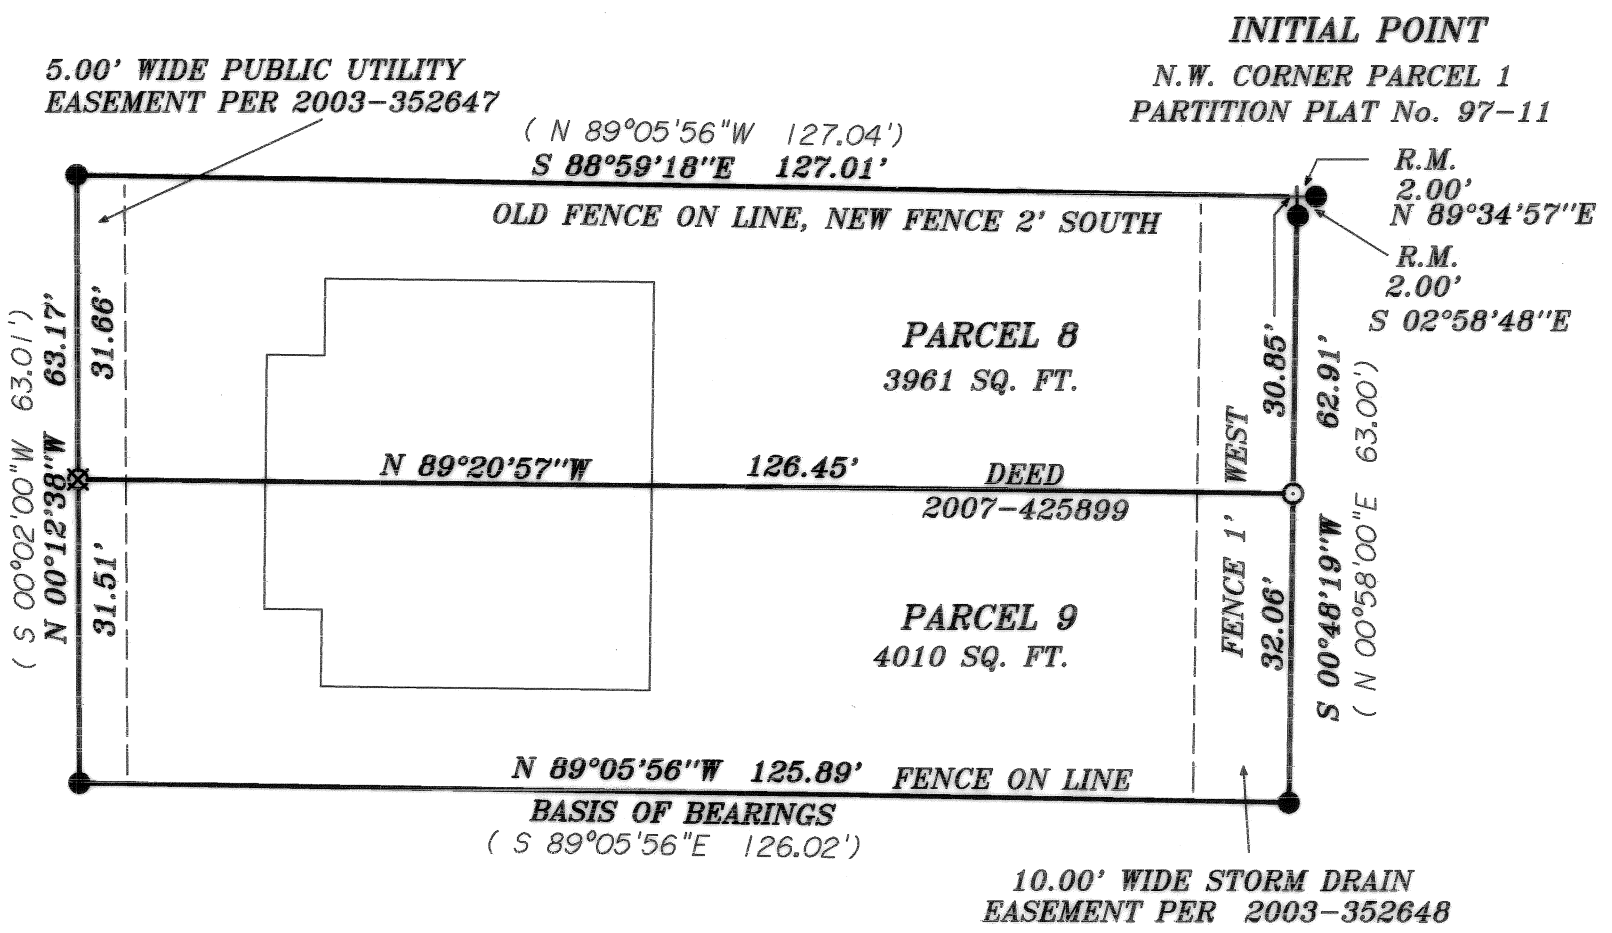 INITIAL POINT
N.W. CORNER PARCEL 1
PARTITION PLAT No. 97-11
5.00' WIDE PUBLIC UTILITY
EASEMENT PER 2003-352647
( N 89°05'56"W 127.04')
S 88°59'18"E 127.01'
OLD FENCE ON LINE, NEW FENCE 2' SOUTH
R.M.
2.00'
N 89°34'57"E
R.M.
2.00'
S 02°58'48"E
( S 00°02'00"W 63.01')
N 00°12'38"W 63.17'
31.66'
31.51'
PARCEL 8
3961 SQ. FT.
N 89°20'57"W 126.45' DEED
2007-425899
PARCEL 9
4010 SQ. FT.
FENCE 1' WEST
30.85'
32.06'
S 00°48'19"W 62.91'
( N 00°58'00"E 63.00')
N 89°05'56"W 125.89' FENCE ON LINE
BASIS OF BEARINGS
( S 89°05'56"E 126.02')
10.00' WIDE STORM DRAIN
EASEMENT PER 2003-352648